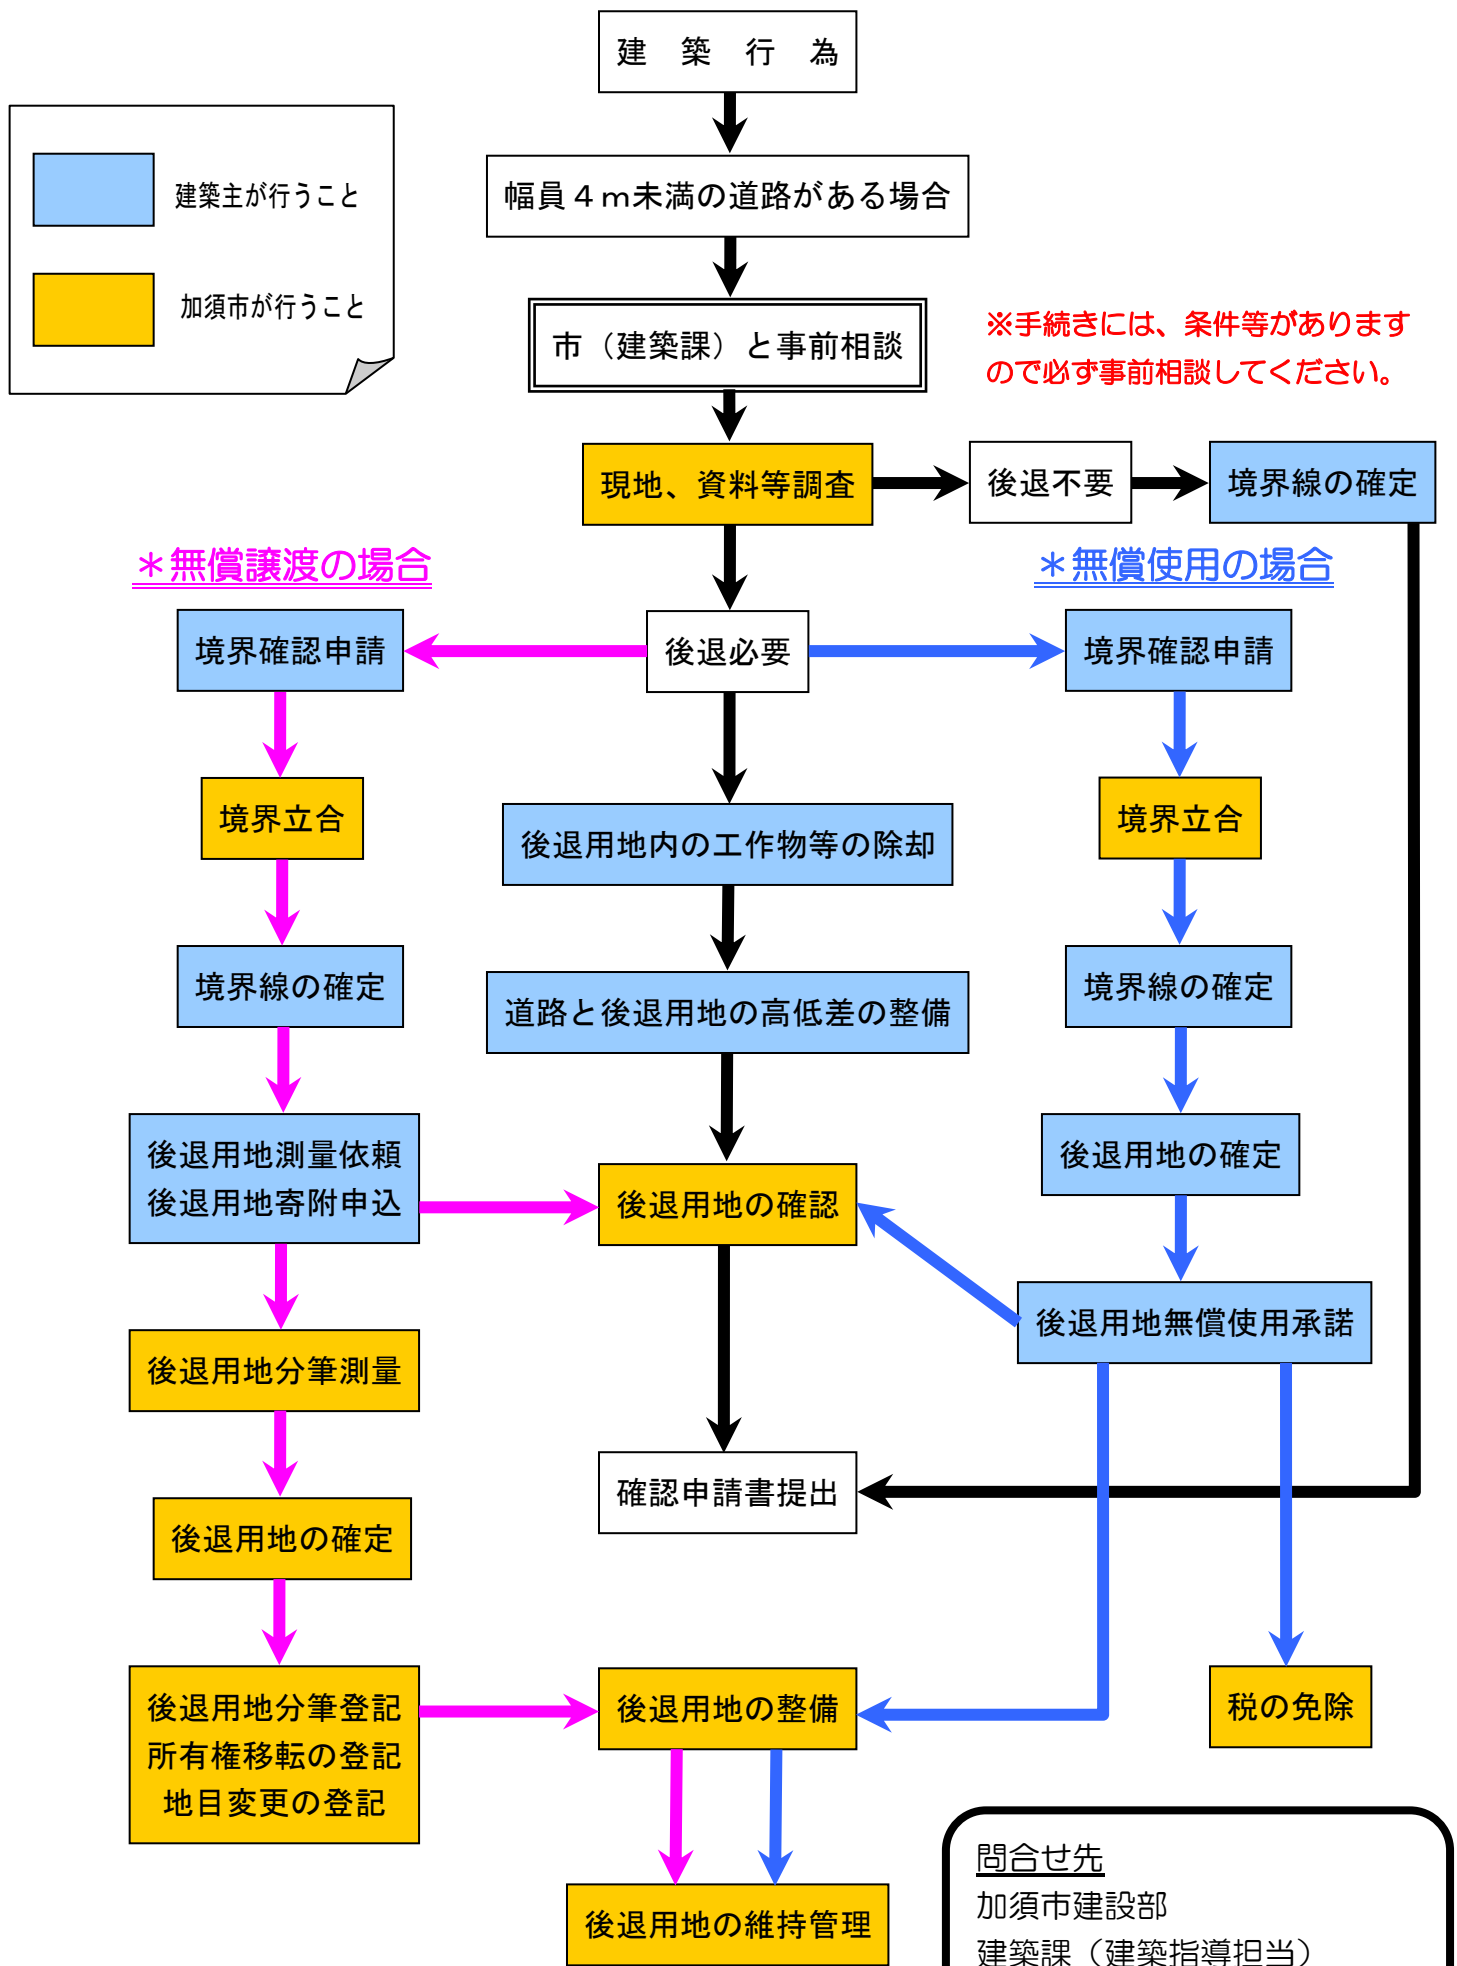 建　築　行　為
建築主が行うこと
加須市が行うこと
幅員４ｍ未満の道路がある場合
市（建築課）と事前相談
※手続きには、条件等があります
ので必ず事前相談してください。
現地、資料等調査
後退不要
境界線の確定
＊無償譲渡の場合
＊無償使用の場合
境界確認申請
後退必要
境界確認申請
境界立合
後退用地内の工作物等の除却
境界立合
境界線の確定
道路と後退用地の高低差の整備
境界線の確定
後退用地測量依頼
後退用地寄附申込
後退用地の確認
後退用地の確定
後退用地無償使用承諾
後退用地分筆測量
確認申請書提出
後退用地の確定
後退用地分筆登記
所有権移転の登記
地目変更の登記
後退用地の整備
税の免除
後退用地の維持管理
問合せ先
加須市建設部
建築課（建築指導担当）